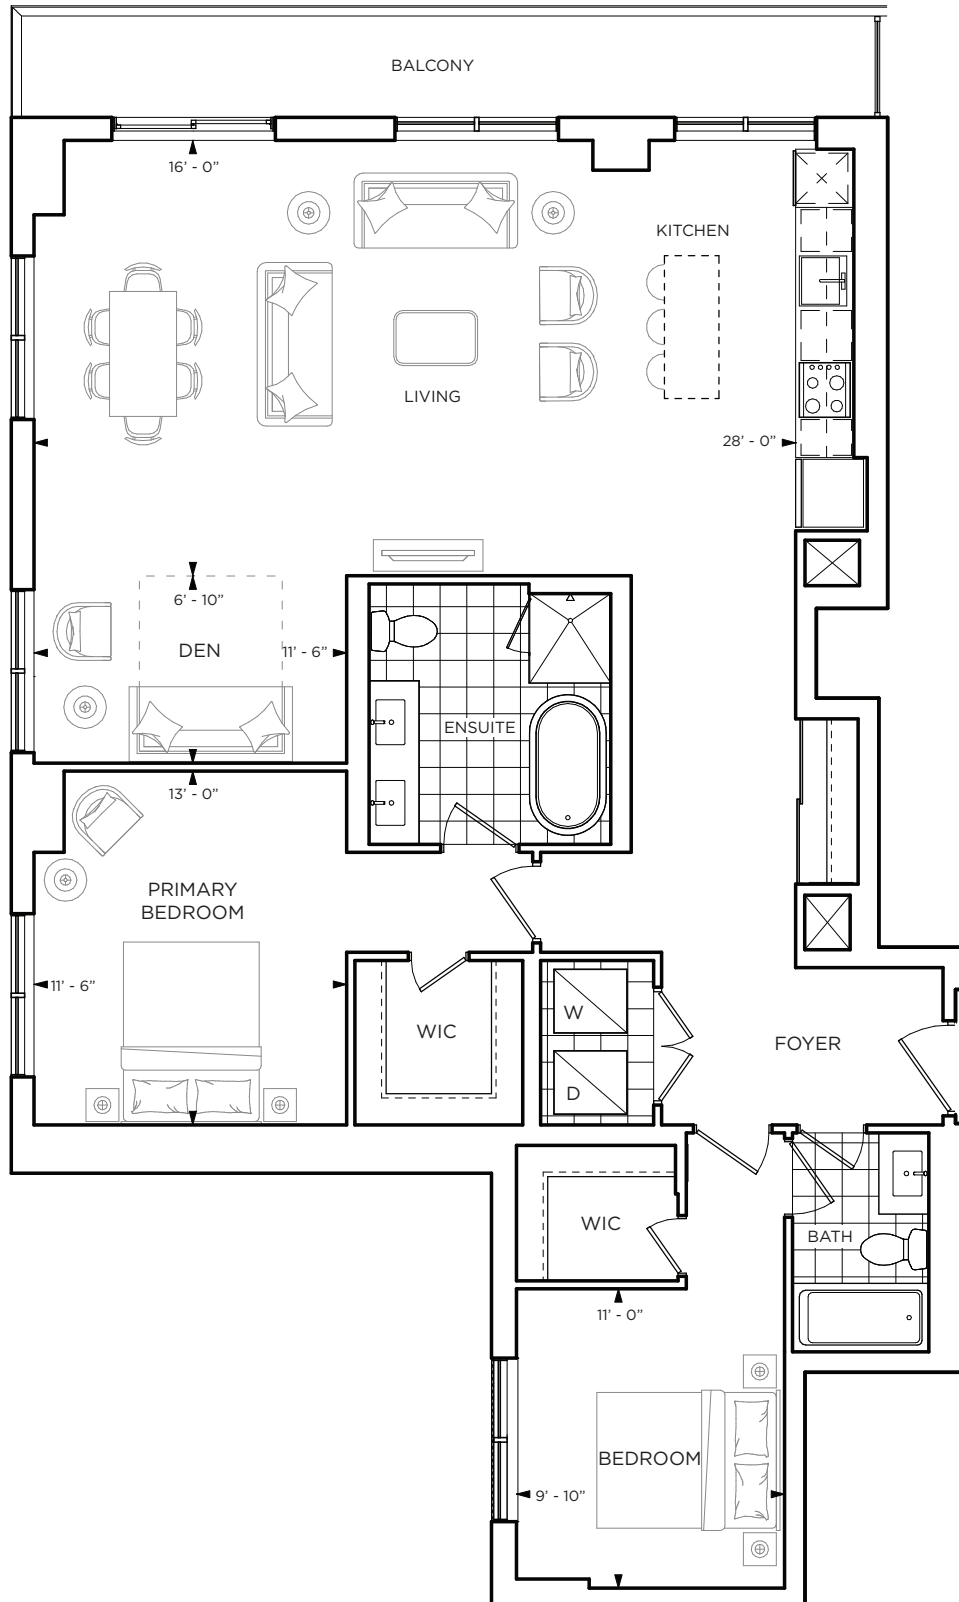 BALCONY
16' - 0"
KITCHEN
LIVING
28' - 0"
6' - 10"
DEN
11' - 6"
ENSUITE
13' - 0"
PRIMARY
BEDROOM
11' - 6"
WIC
W
D
FOYER
WIC
BATH
11' - 0"
BEDROOM
9' - 10"